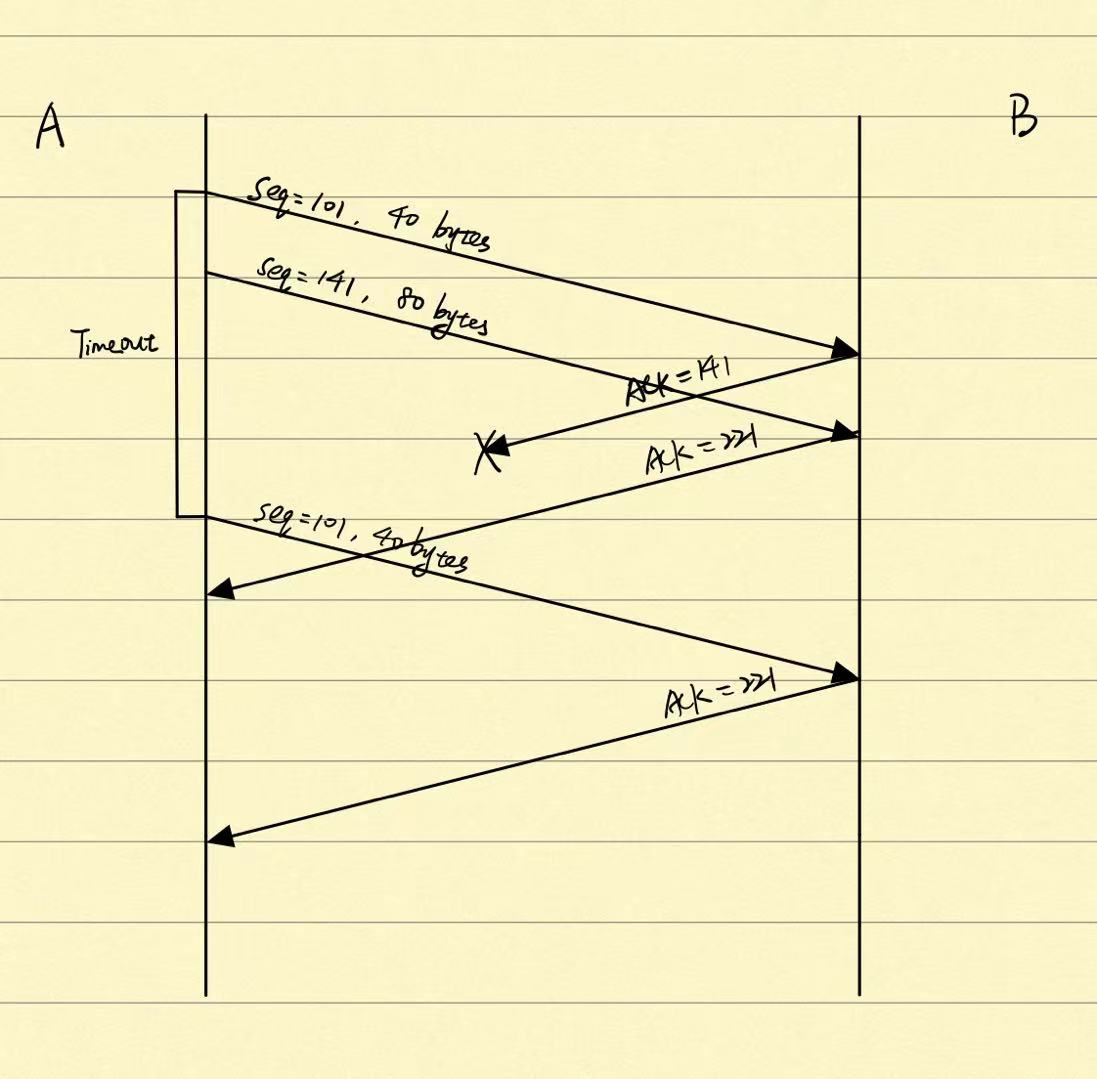 A
B
Seq=101, 40 bytes
Seq=141, 80 bytes
Timeout
Ack=141
X
Ack=221
Seq=101, 40 bytes
Ack=221